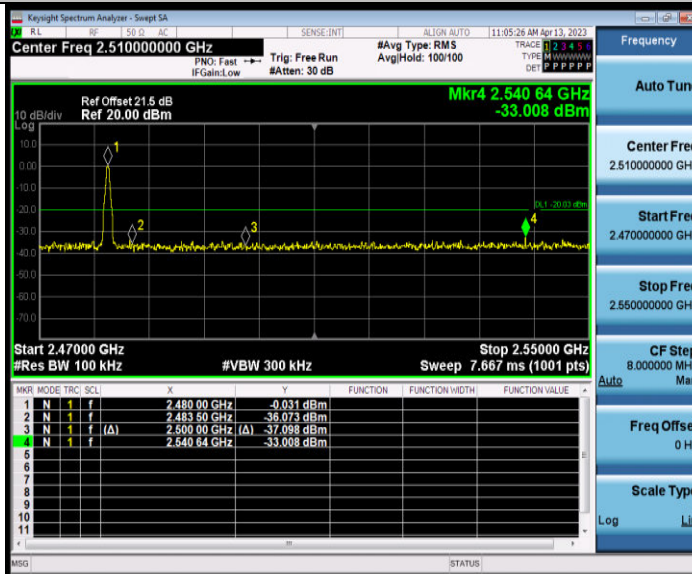 Keysight Spectrum Analyzer - Swept SA
RL RF 50 Ω AC SENSE:INT ALIGN AUTO 11:05:26 AM Apr 13, 2023
Center Freq 2.510000000 GHz
PNO: Fast
IFGain:Low
Trig: Free Run
#Atten: 30 dB
#Avg Type: RMS
Avg|Hold: 100/100
TRACE 1 2 3 4 5 6
TYPE M WWWWW
DET P P P P P P
Frequency
Auto Tun
Center Fre
2.510000000 GH
Start Fre
2.470000000 GH
Stop Fre
2.550000000 GH
CF Step
8.000000 MH
Auto Ma
Freq Offse
0 H
Scale Typ
Log Li
Mkr4 2.540 64 GHz
-33.008 dBm
Ref Offset 21.5 dB
10 dB/div Ref 20.00 dBm
Log
10.0
0.00
-10.0
-20.0
-30.0
-40.0
-50.0
-60.0
-70.0
1
2
3
4
DL1 -20.03 dBm
Start 2.47000 GHz Stop 2.55000 GHz
#Res BW 100 kHz #VBW 300 kHz Sweep 7.667 ms (1001 pts)
MKR MODE TRC SCL X Y FUNCTION FUNCTION WIDTH FUNCTION VALUE
1 N 1 f 2.480 00 GHz -0.031 dBm
2 N 1 f 2.483 50 GHz -36.073 dBm
3 N 1 f (Δ) 2.500 00 GHz (Δ) -37.098 dBm
4 N 1 f 2.540 64 GHz -33.008 dBm
5
6
7
8
9
10
11
MSG STATUS